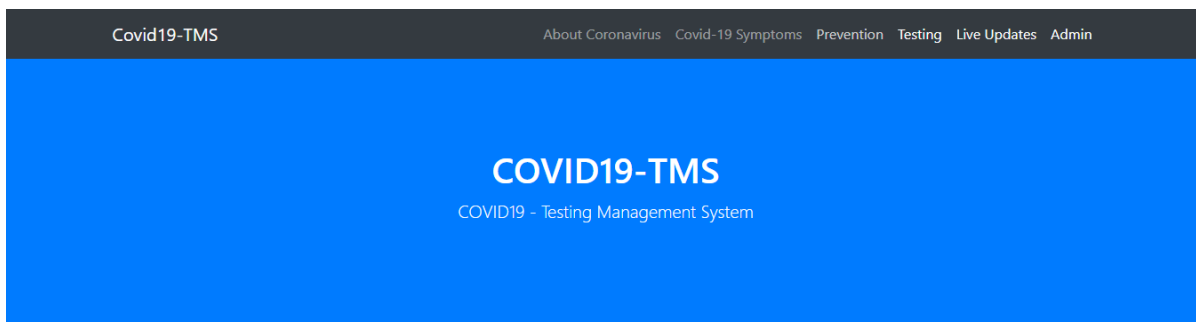 Covid19-TMS About Coronavirus Covid-19 Symptoms Prevention Testing Live Updates Admin
COVID19-TMS
COVID19 - Testing Management System